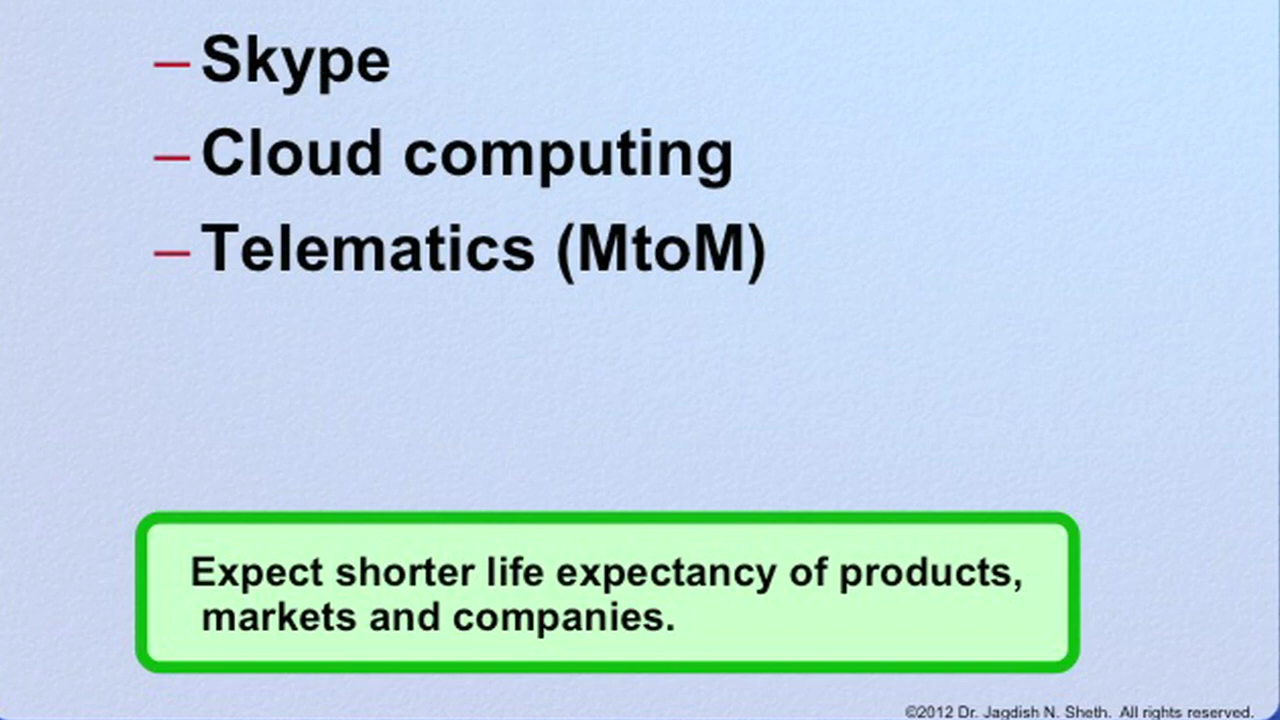 – Skype
– Cloud computing
– Telematics (MtoM)
Expect shorter life expectancy of products,
markets and companies.
©2012 Dr. Jagdish N. Sheth. All rights reserved.